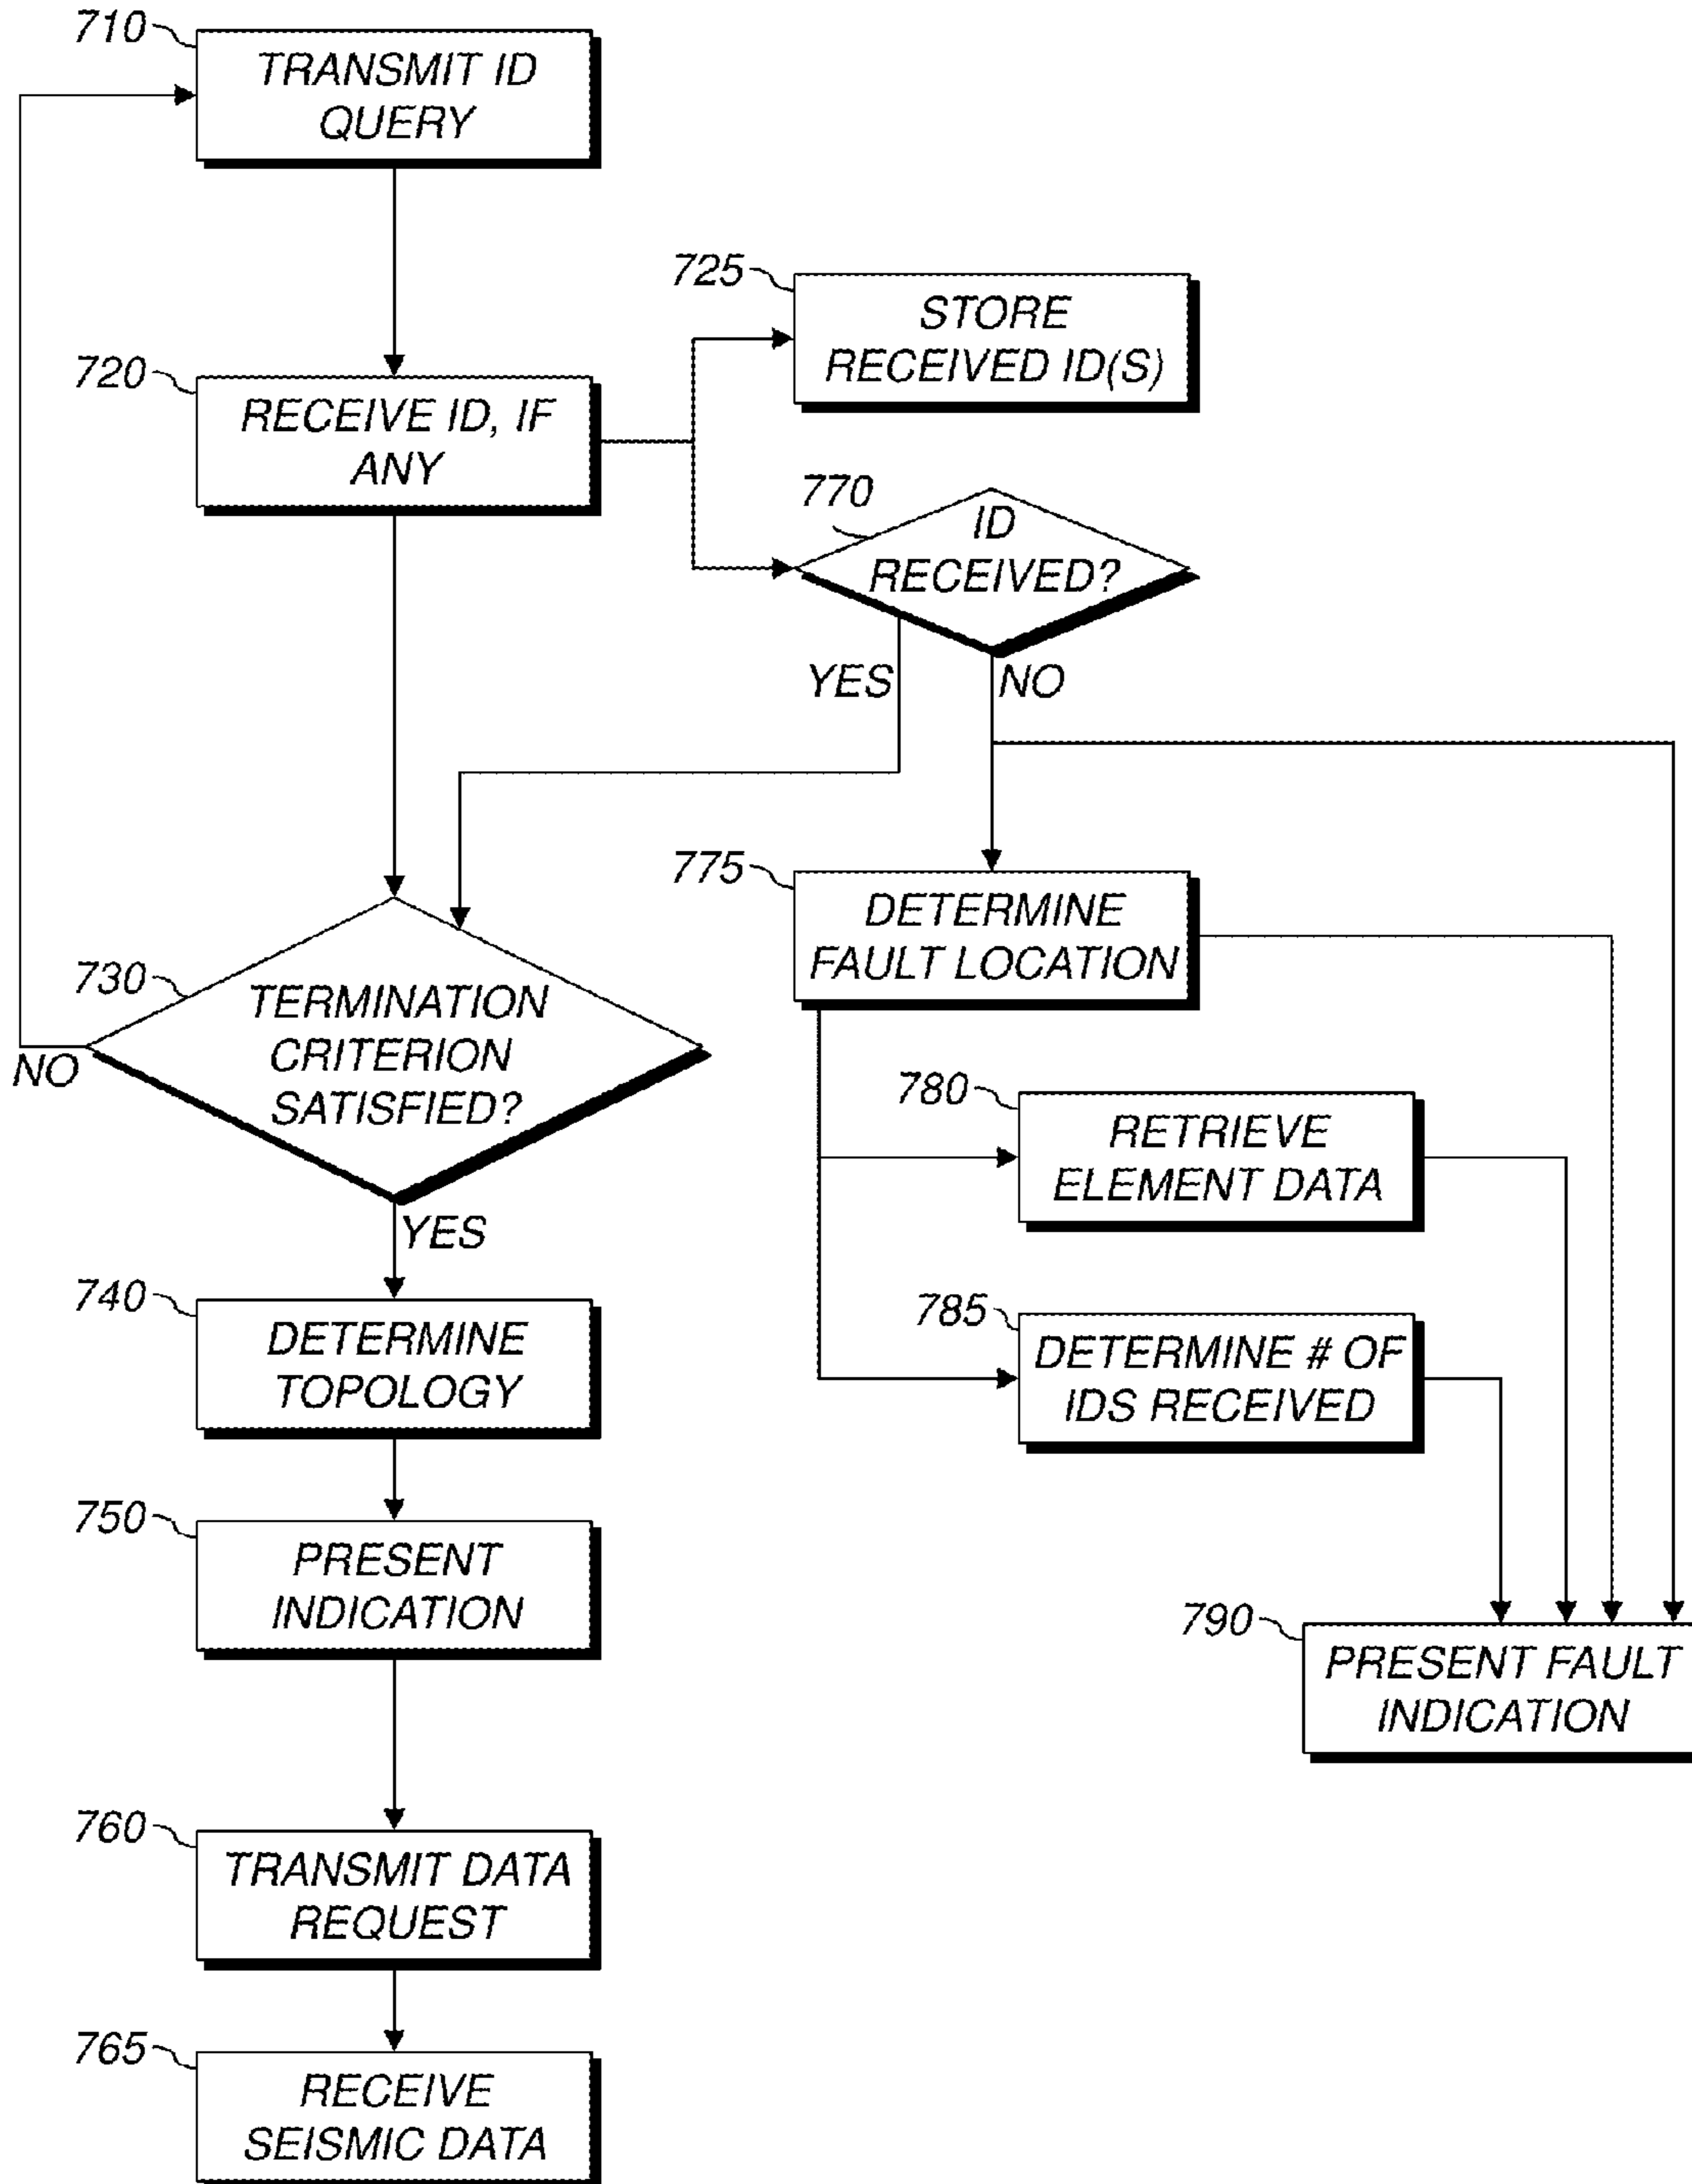 710
TRANSMIT ID
QUERY
725
STORE
RECEIVED ID(S)
720
RECEIVE ID, IF
ANY
770
ID
RECEIVED?
YES
NO
775
DETERMINE
FAULT LOCATION
730
TERMINATION
CRITERION
SATISFIED?
NO
YES
780
RETRIEVE
ELEMENT DATA
740
DETERMINE
TOPOLOGY
785
DETERMINE # OF
IDS RECEIVED
750
PRESENT
INDICATION
790
PRESENT FAULT
INDICATION
760
TRANSMIT DATA
REQUEST
765
RECEIVE
SEISMIC DATA